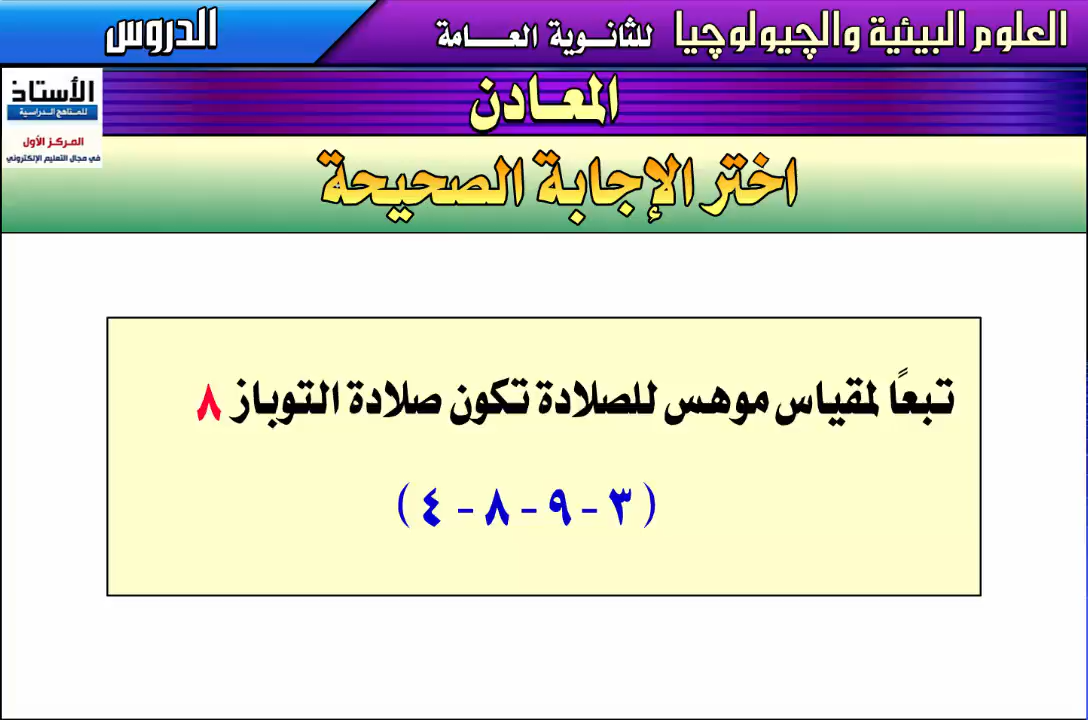 العلوم البيئية والچيولوچيا للثانوية العامة
الدروس
الأستاذ
للمناهج الدراسية
المركز الأول
في مجال التعليم الإلكتروني
المعادن
اختر الإجابة الصحيحة
تبعًا لمقياس موهس للصلادة تكون صلادة التوباز ٨
(٣ - ٩ - ٨ - ٤)